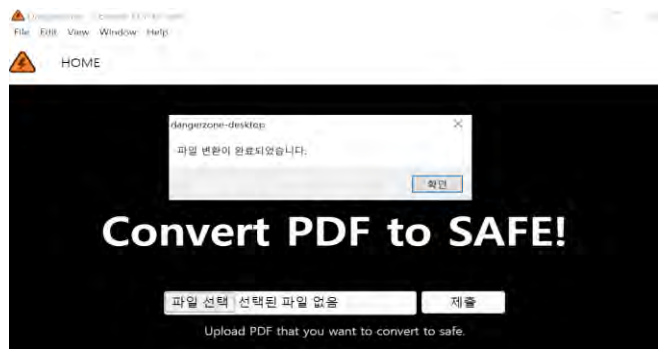 File Edit View Window Help
HOME
dangerzone-desktop
파일 변환이 완료되었습니다.
확인
Convert PDF to SAFE!
파일 선택 선택된 파일 없음
제출
Upload PDF that you want to convert to safe.